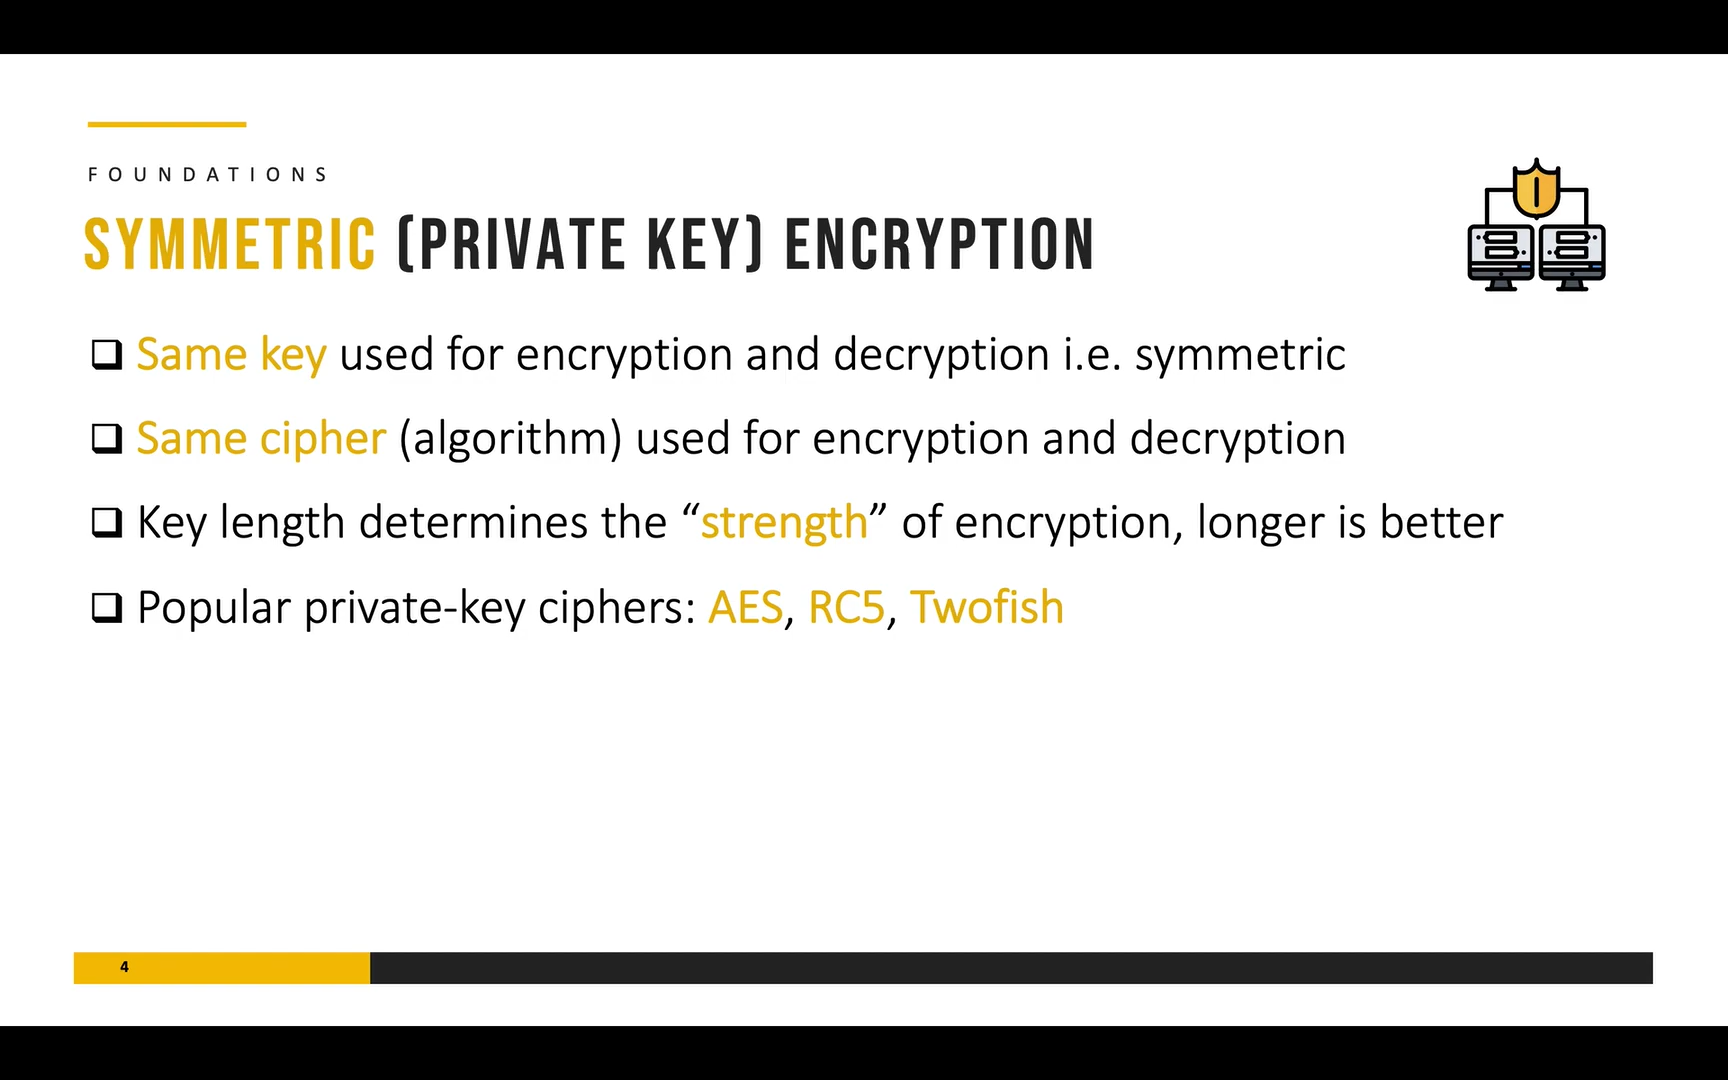 FOUNDATIONS
SYMMETRIC (PRIVATE KEY) ENCRYPTION
Same key used for encryption and decryption i.e. symmetric
Same cipher (algorithm) used for encryption and decryption
Key length determines the “strength” of encryption, longer is better
Popular private-key ciphers: AES, RC5, Twofish
4